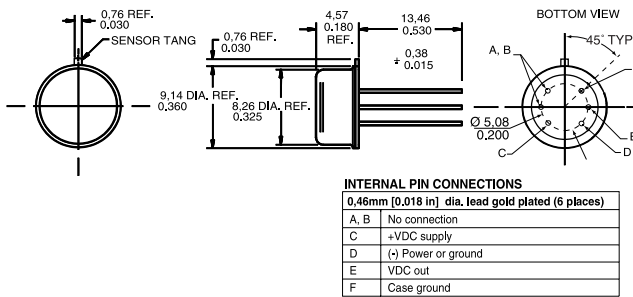 0,76 REF.
0.030
SENSOR TANG
0,76 REF.
0.030
9,14 DIA. REF.
0.360
8,26 DIA. REF.
0.325
4,57
0.180
REF.
13,46
0.530
± 0,38
0.015
BOTTOM VIEW
45° TYP
A, B
Ø 5,08
0.200
C
D
E
INTERNAL PIN CONNECTIONS
0,46mm [0.018 in] dia. lead gold plated (6 places)
A, B No connection
C +VDC supply
D (-) Power or ground
E VDC out
F Case ground